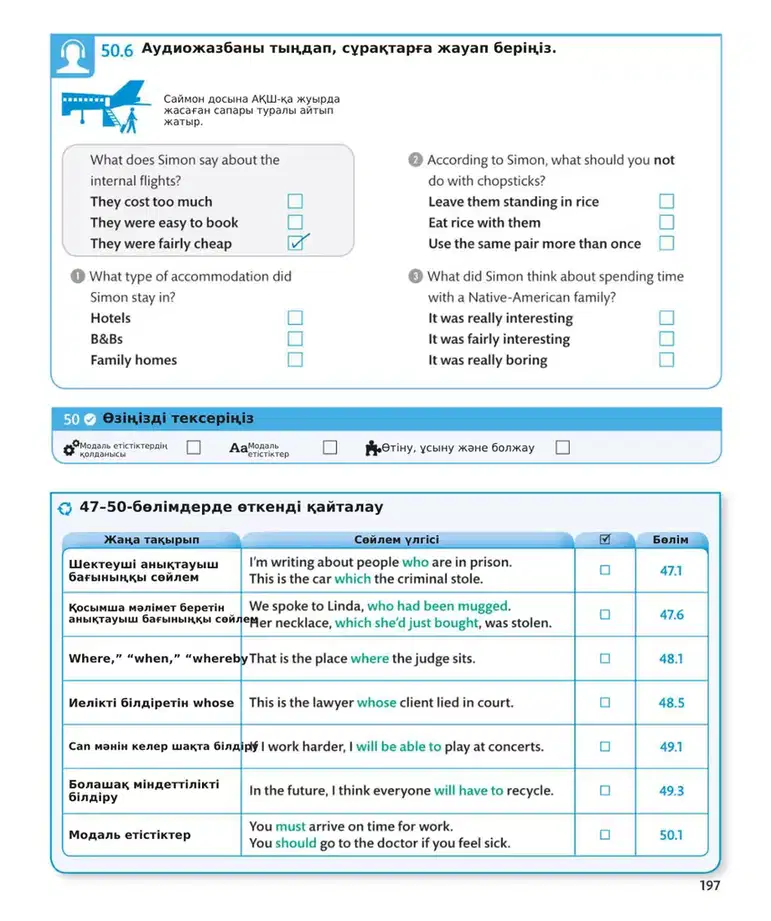 50.6 Аудиожазбаны тыңдап, сұрақтарға жауап беріңіз.
Саймон досына АҚШ-қа жуырда
жасаған сапары туралы айтып
жатыр.
What does Simon say about the
internal flights?
They cost too much
They were easy to book
They were fairly cheap
1 What type of accommodation did
Simon stay in?
Hotels
B&Bs
Family homes
2 According to Simon, what should you not
do with chopsticks?
Leave them standing in rice
Eat rice with them
Use the same pair more than once
3 What did Simon think about spending time
with a Native-American family?
It was really interesting
It was fairly interesting
It was really boring
50 Өзіңізді тексеріңіз
Модаль етістіктердің
қолданысы
Aa Модаль
етістіктер
Өтіну, ұсыну және болжау
47–50-бөлімдерде өткенді қайталау
Жаңа тақырып Сөйлем үлгісі Бөлім
Шектеуші анықтауыш
бағыныңқы сөйлем
I'm writing about people who are in prison.
This is the car which the criminal stole.
47.1
Қосымша мәлімет беретін
анықтауыш бағыныңқы сөйлем
We spoke to Linda, who had been mugged.
Her necklace, which she'd just bought, was stolen.
47.6
Where,” “when,” “whereby That is the place where the judge sits. 48.1
Иелікті білдіретін whose This is the lawyer whose client lied in court. 48.5
Can мәнін келер шақта білдіру If I work harder, I will be able to play at concerts. 49.1
Болашақ міндеттілікті
білдіру
In the future, I think everyone will have to recycle. 49.3
Модаль етістіктер
You must arrive on time for work.
You should go to the doctor if you feel sick.
50.1
197